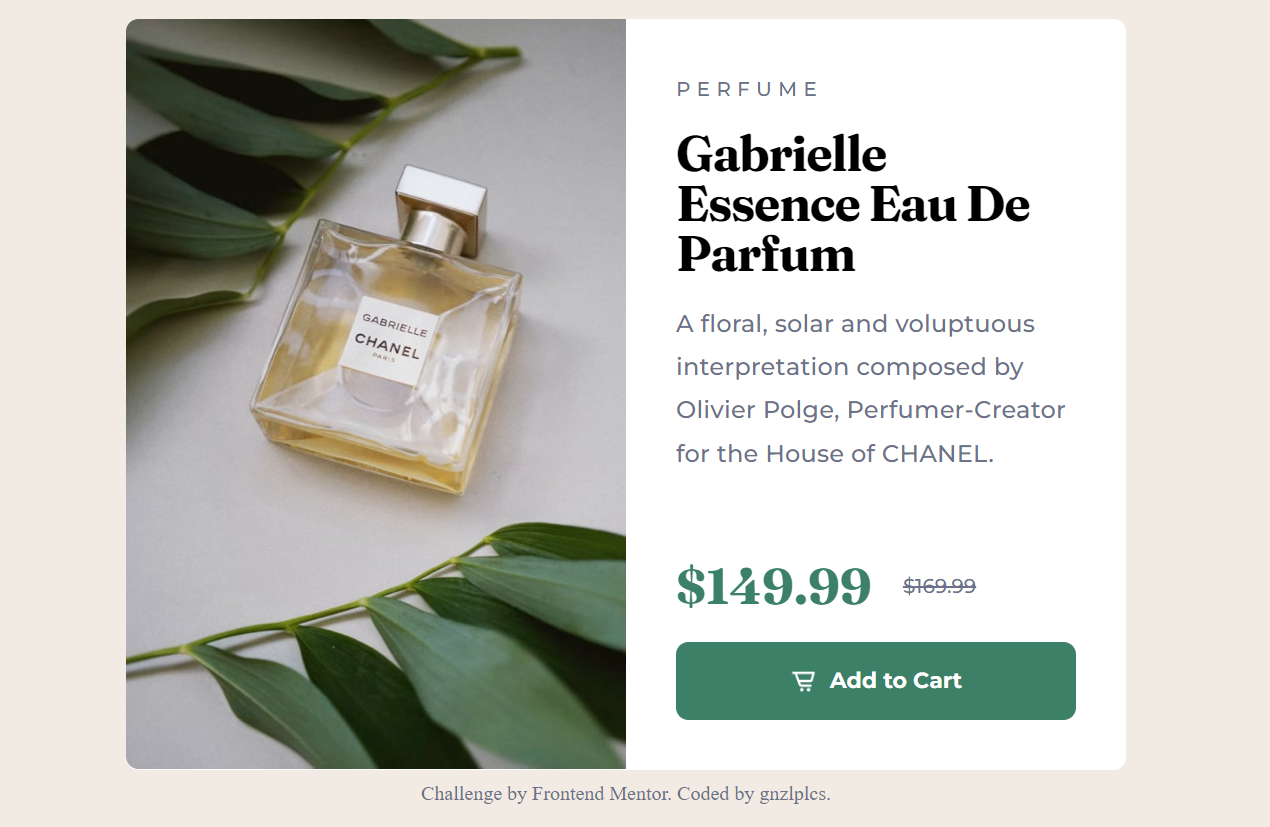 GABRIELLE
CHANEL
PARIS
PERFUME
Gabrielle
Essence Eau De
Parfum
A floral, solar and voluptuous
interpretation composed by
Olivier Polge, Perfumer-Creator
for the House of CHANEL.
$149.99 $169.99
Add to Cart
Challenge by Frontend Mentor. Coded by gnzlplcs.